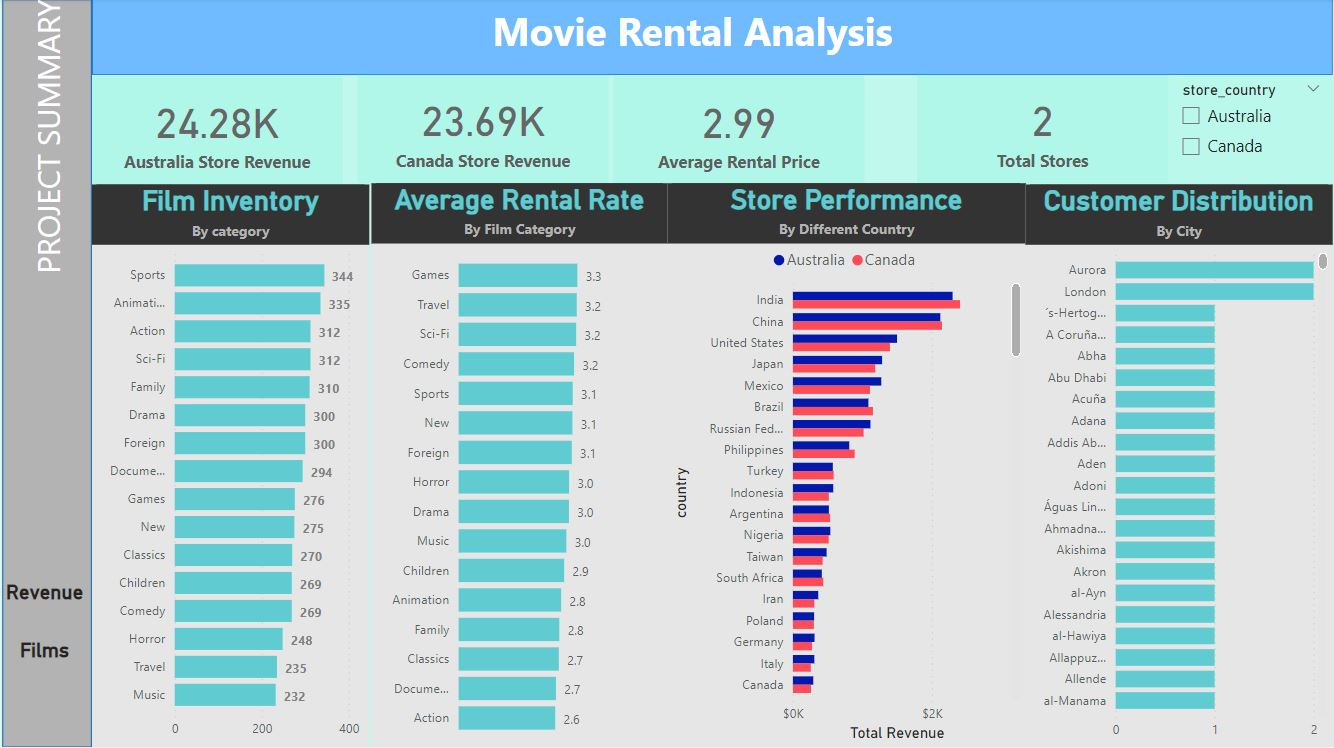 PROJECT SUMMARY
Revenue
Films
Movie Rental Analysis
24.28K
Australia Store Revenue
23.69K
Canada Store Revenue
2.99
Average Rental Price
2
Total Stores
store_country
Australia
Canada
Film Inventory
By category
Sports 344
Animati... 335
Action 312
Sci-Fi 312
Family 310
Drama 300
Foreign 300
Docume... 294
Games 276
New 275
Classics 270
Children 269
Comedy 269
Horror 248
Travel 235
Music 232
0 200 400
Average Rental Rate
By Film Category
Games 3.3
Travel 3.2
Sci-Fi 3.2
Comedy 3.2
Sports 3.1
New 3.1
Foreign 3.1
Horror 3.0
Drama 3.0
Music 3.0
Children 2.9
Animation 2.8
Family 2.8
Classics 2.7
Docume... 2.7
Action 2.6
Store Performance
By Different Country
Australia Canada
country
India
China
United States
Japan
Mexico
Brazil
Russian Fed...
Philippines
Turkey
Indonesia
Argentina
Nigeria
Taiwan
South Africa
Iran
Poland
Germany
Italy
Canada
$0K $2K
Total Revenue
Customer Distribution
By City
Aurora
London
´s-Hertog...
A Coruña...
Abha
Abu Dhabi
Acuña
Adana
Addis Ab...
Aden
Adoni
Águas Lin...
Ahmadna...
Akishima
Akron
al-Ayn
Alessandria
al-Hawiya
Allappuz...
Allende
al-Manama
0 1 2